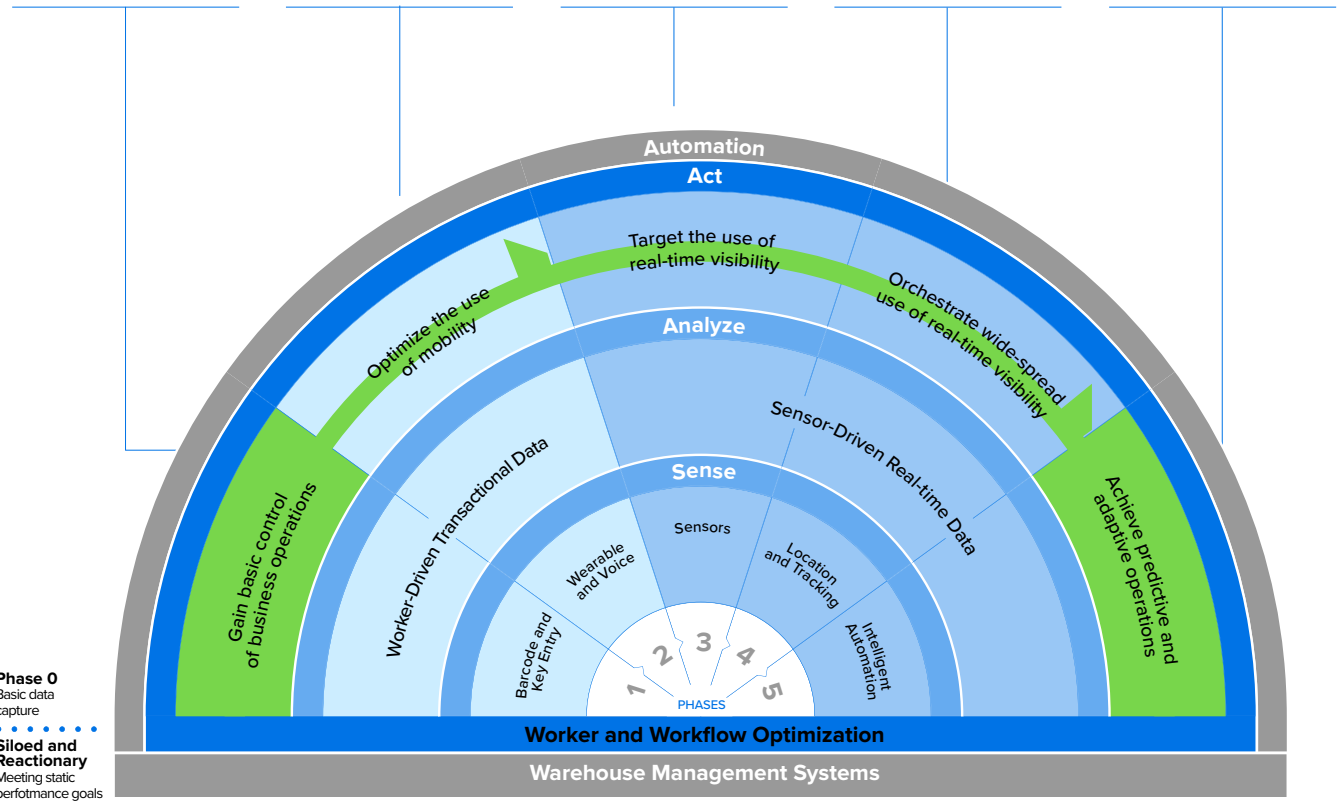 Automation
Act
Target the use of
real-time visibility
Optimize the use
of mobility
Orchestrate wide-spread
use of real-time visibility
Gain basic control
of business operations
Achieve predictive and
adaptive operations
Analyze
Worker-Driven Transactional Data
Sensor-Driven Real-time Data
Sense
Barcode and
Key Entry
Wearable
and Voice
Sensors
Location
and Tracking
Intelligent
Automation
1
2
3
4
5
PHASES
Phase 0
Basic data
capture
Siloed and
Reactionary
Meeting static
perfotmance goals
Worker and Workflow Optimization
Warehouse Management Systems